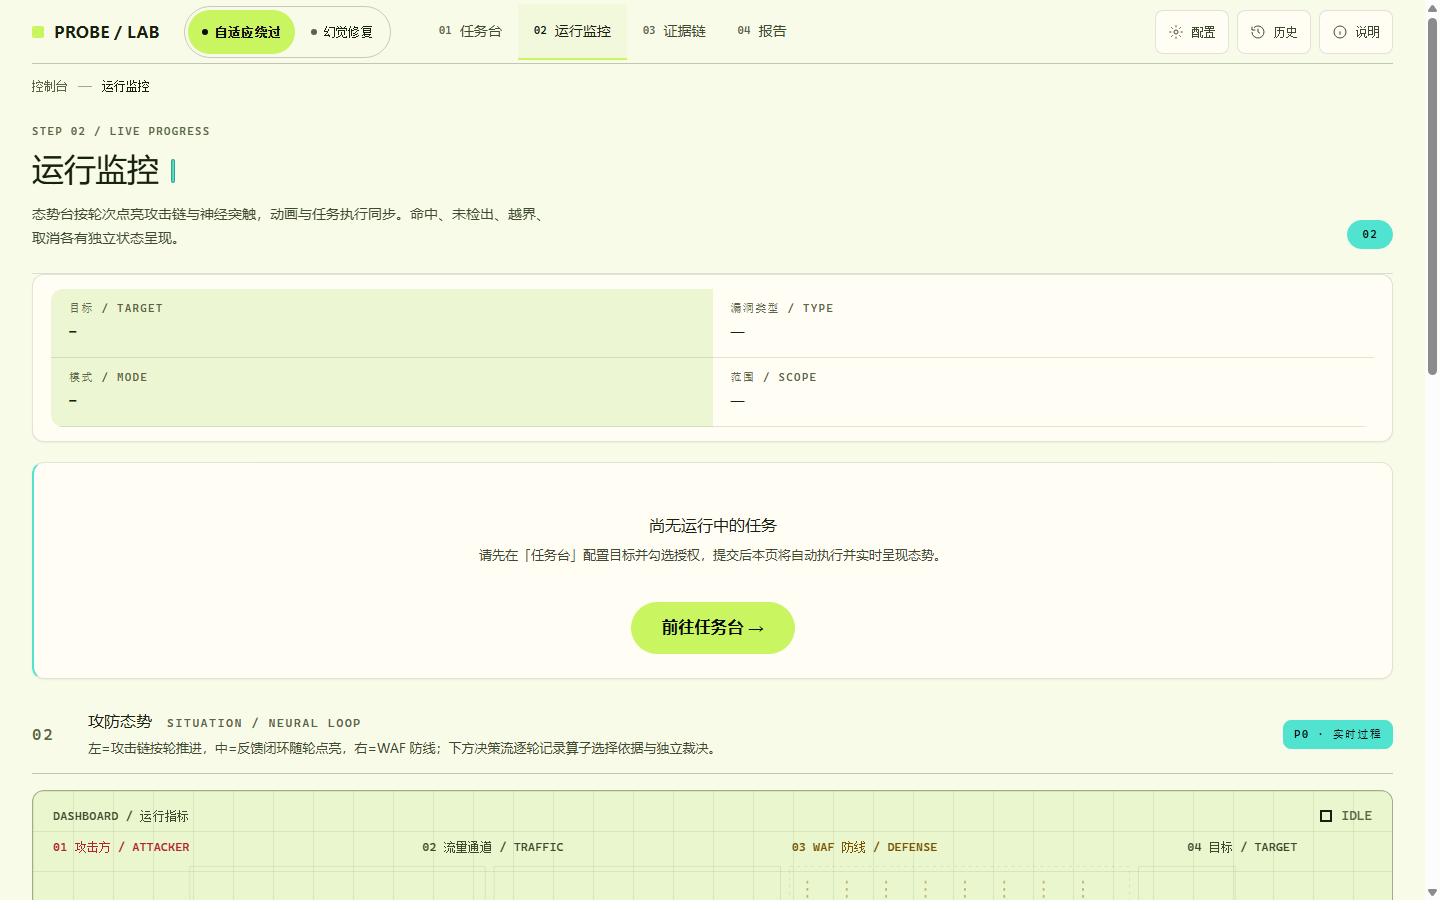 PROBE / LAB
自适应绕过
幻觉修复
01 任务台
02 运行监控
03 证据链
04 报告
配置
历史
说明
控制台 — 运行监控
STEP 02 / LIVE PROGRESS
运行监控
态势台按轮次点亮攻击链与神经突触，动画与任务执行同步。命中、未检出、越界、
取消各有独立状态呈现。
02
目标 / TARGET
—
漏洞类型 / TYPE
—
模式 / MODE
—
范围 / SCOPE
—
尚无运行中的任务
请先在「任务台」配置目标并勾选授权，提交后本页将自动执行并实时呈现态势。
前往任务台 →
02
攻防态势 SITUATION / NEURAL LOOP
左=攻击链按轮推进，中=反馈闭环随轮点亮，右=WAF 防线；下方决策流逐轮记录算子选择依据与独立裁决。
P0 · 实时过程
DASHBOARD / 运行指标
IDLE
01 攻击方 / ATTACKER
02 流量通道 / TRAFFIC
03 WAF 防线 / DEFENSE
04 目标 / TARGET